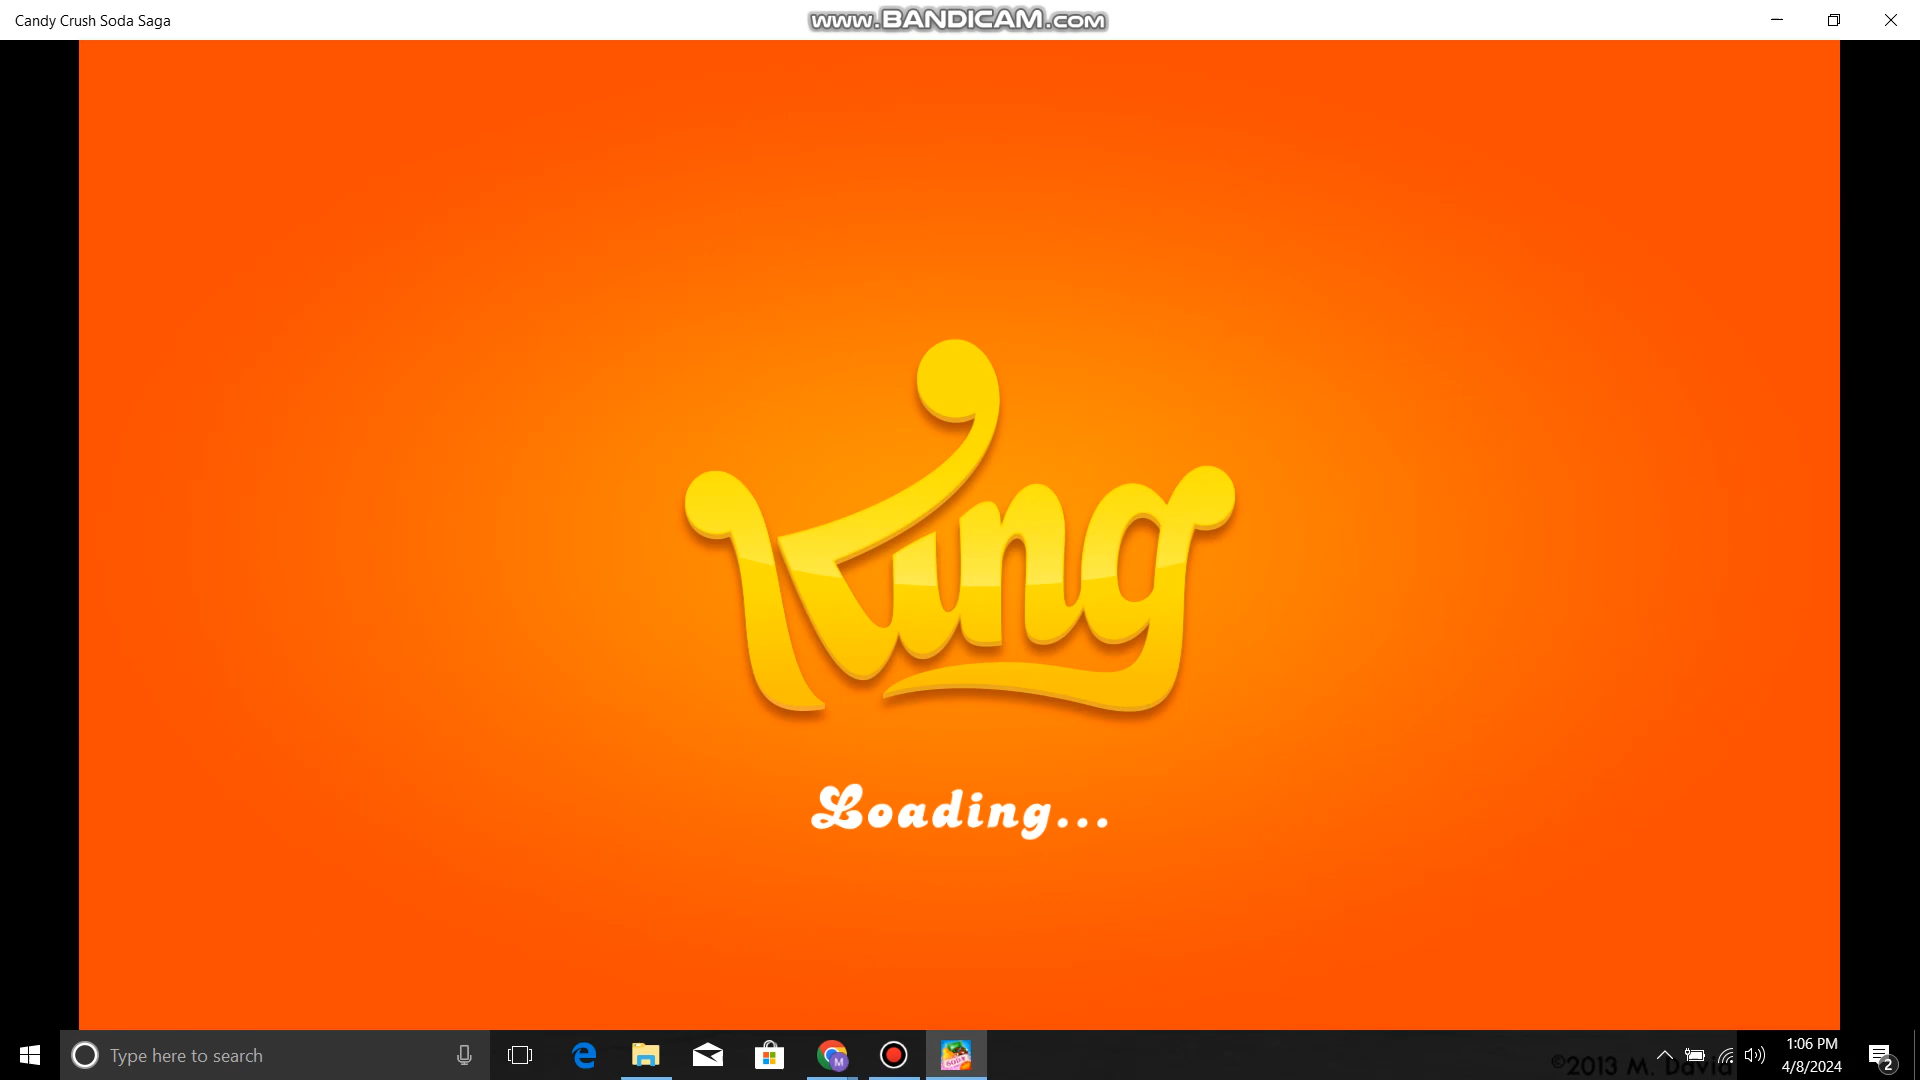 Candy Crush Soda Saga
www.BANDICAM.com
King
Loading...
Type here to search
©2013 M. David
1:06 PM
4/8/2024
2